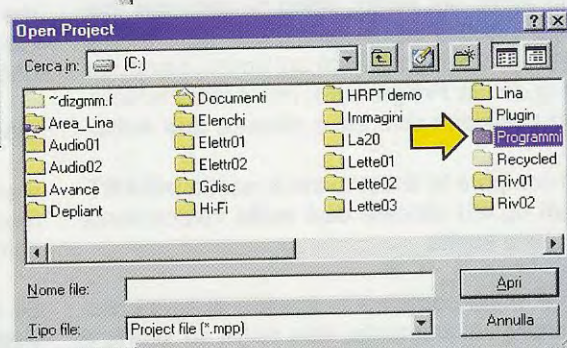 Open Project
Cerca in: (C:)
~dizgmm.f
Area_Lina
Audio01
Audio02
Avance
Depliant
Documenti
Elenchi
Elettr01
Elettr02
Gdisc
Hi-Fi
HRPTdemo
Immagini
La20
Lette01
Lette02
Lette03
Lina
Plugin
Programmi
Recycled
Riv01
Riv02
Nome file:
Apri
Tipo file: Project file (*.mpp)
Annulla